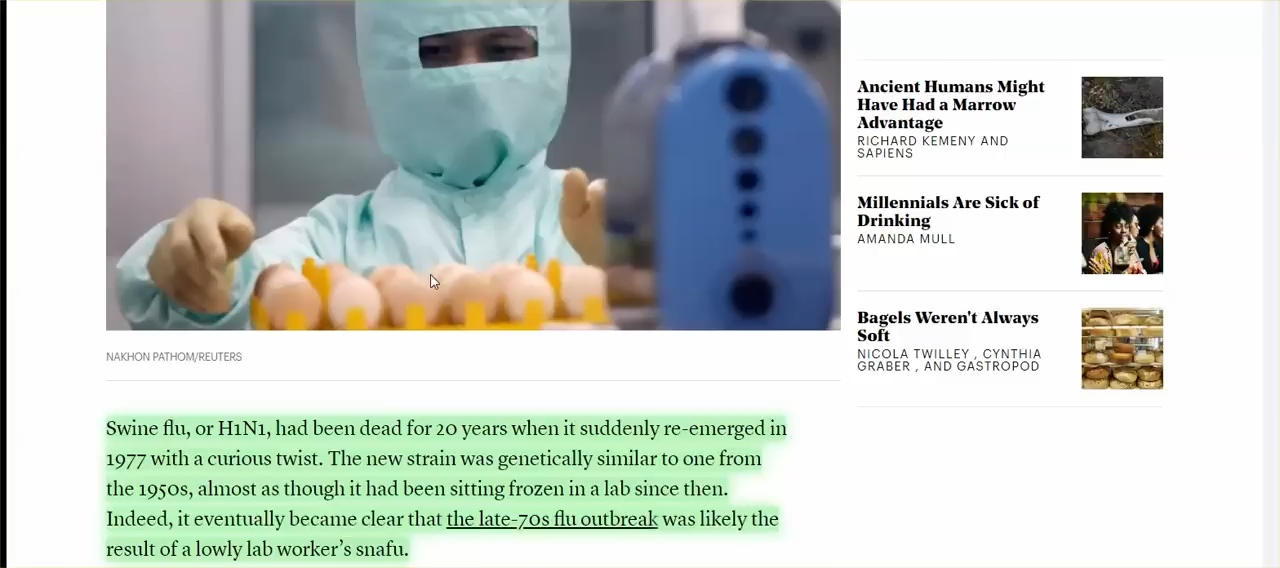 Ancient Humans Might
Have Had a Marrow
Advantage
RICHARD KEMENY AND
SAPIENS
Millennials Are Sick of
Drinking
AMANDA MULL
Bagels Weren't Always
Soft
NICOLA TWILLEY , CYNTHIA
GRABER , AND GASTROPOD
NAKHON PATHOM/REUTERS
Swine flu, or H1N1, had been dead for 20 years when it suddenly re-emerged in
1977 with a curious twist. The new strain was genetically similar to one from
the 1950s, almost as though it had been sitting frozen in a lab since then.
Indeed, it eventually became clear that the late-70s flu outbreak was likely the
result of a lowly lab worker’s snafu.